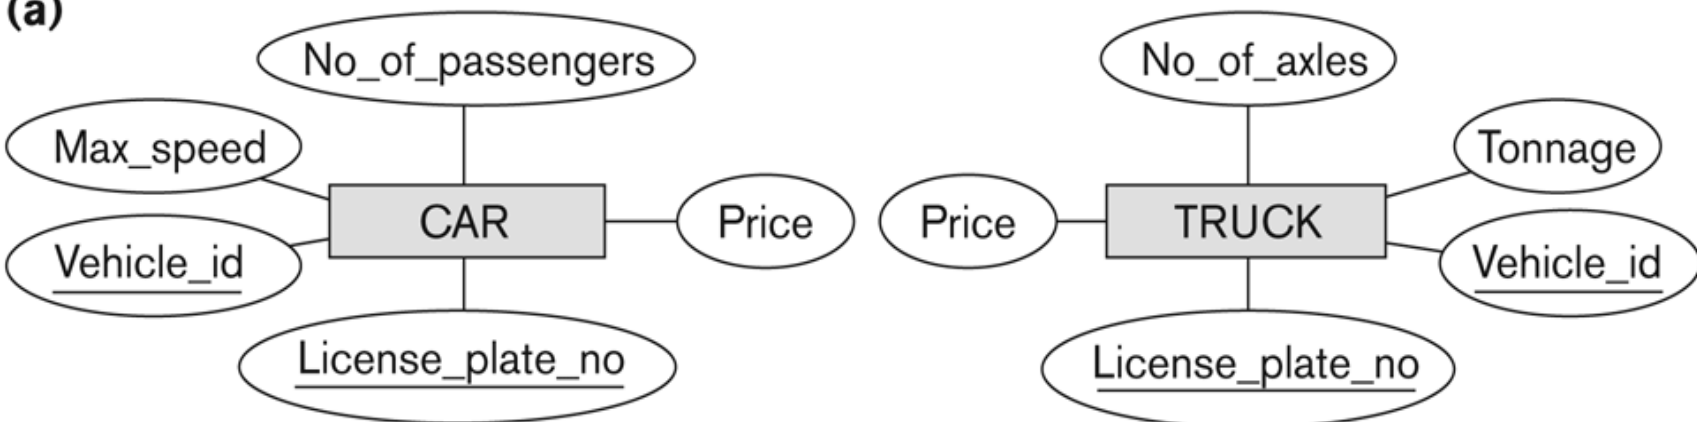 (a)
No_of_passengers
No_of_axles
Max_speed
Tonnage
CAR
Price
Price
TRUCK
Vehicle_id
Vehicle_id
License_plate_no
License_plate_no